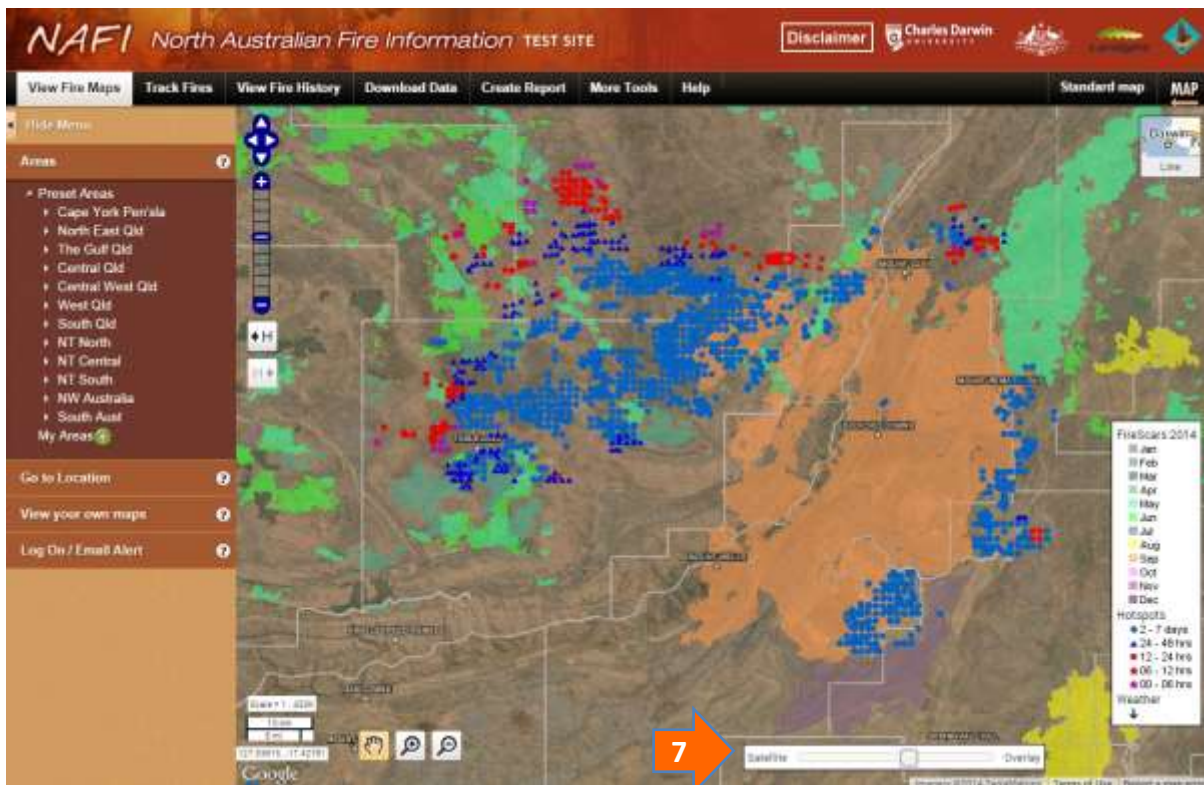 NAFI North Australian Fire Information TEST SITE
Disclaimer
Charles Darwin
UNIVERSITY
View Fire Maps
Track Fires
View Fire History
Download Data
Create Report
More Tools
Help
Standard map
MAP
Hide Menu
Areas
Preset Areas
Cape York Pen'sla
North East Qld
The Gulf Qld
Central Qld
Central West Qld
West Qld
South Qld
NT North
NT Central
NT South
NW Australia
South Aust
My Areas
Go to Location
View your own maps
Log On / Email Alert
H
Darwin
FireScars 2014
Jan
Feb
Mar
Apr
May
Jun
Jul
Aug
Sep
Oct
Nov
Dec
Hotspots
2 - 7 days
24 - 48 hrs
12 - 24 hrs
06 - 12 hrs
00 - 06 hrs
Weather
7
Satellite
Overlay
Google
Terms of Use